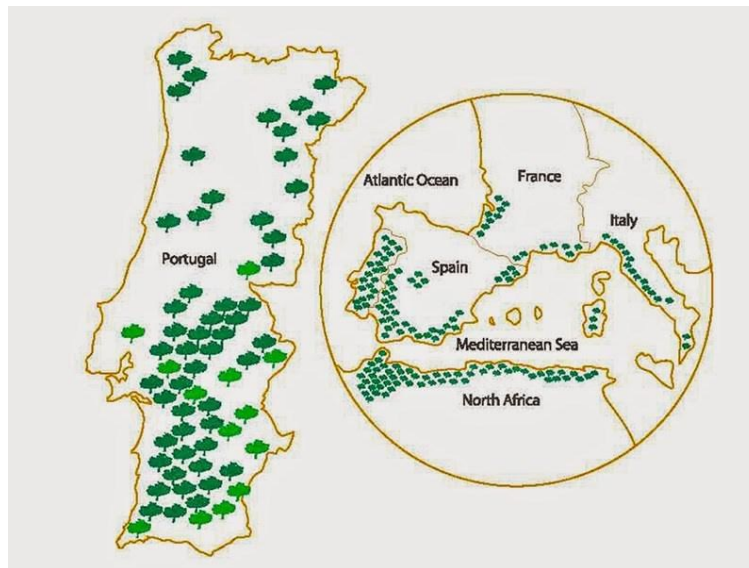 Atlantic Ocean
France
Italy
Portugal
Spain
Mediterranean Sea
North Africa